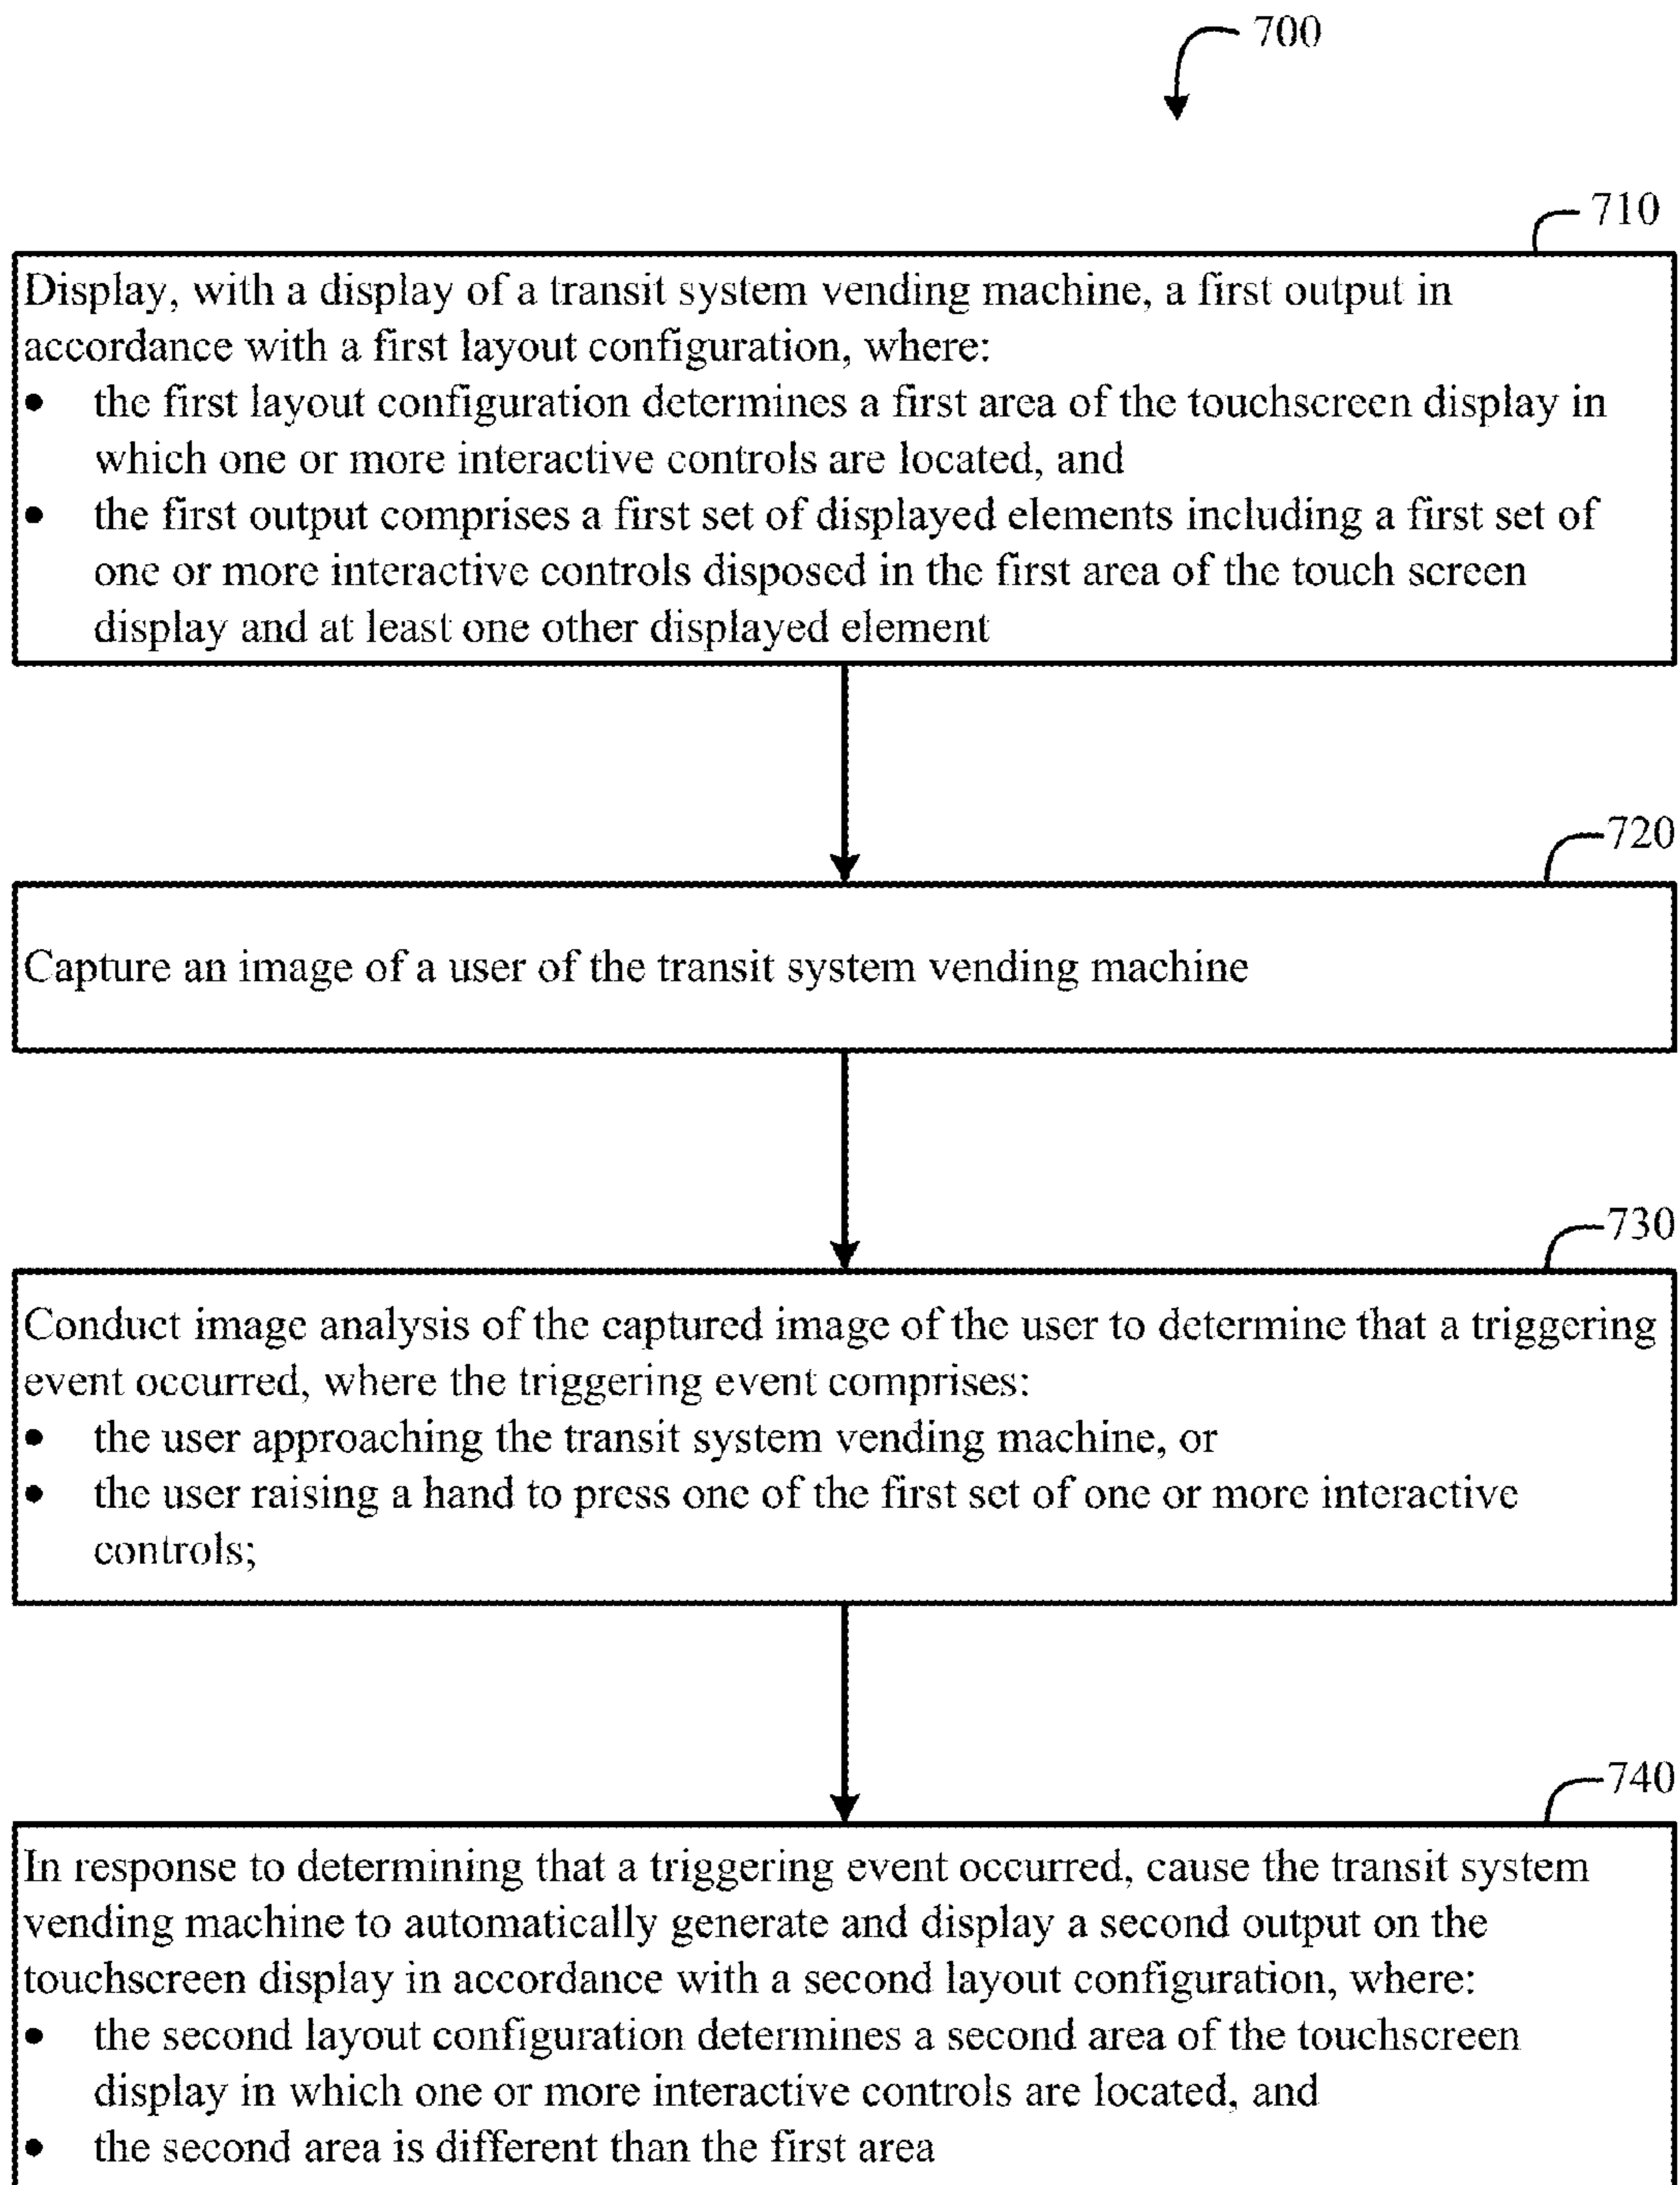 700
710
Display, with a display of a transit system vending machine, a first output in
accordance with a first layout configuration, where:
• the first layout configuration determines a first area of the touchscreen display in
which one or more interactive controls are located, and
• the first output comprises a first set of displayed elements including a first set of
one or more interactive controls disposed in the first area of the touch screen
display and at least one other displayed element
720
Capture an image of a user of the transit system vending machine
730
Conduct image analysis of the captured image of the user to determine that a triggering
event occurred, where the triggering event comprises:
• the user approaching the transit system vending machine, or
• the user raising a hand to press one of the first set of one or more interactive
controls;
740
In response to determining that a triggering event occurred, cause the transit system
vending machine to automatically generate and display a second output on the
touchscreen display in accordance with a second layout configuration, where:
• the second layout configuration determines a second area of the touchscreen
display in which one or more interactive controls are located, and
• the second area is different than the first area